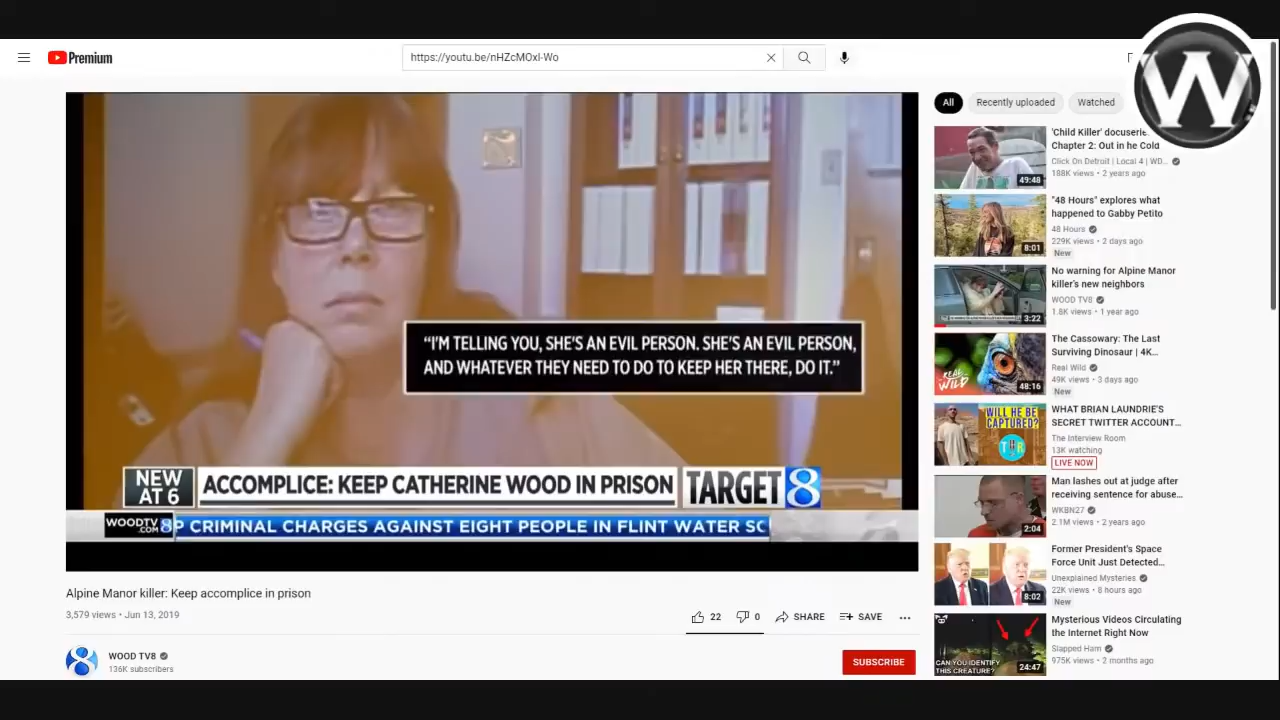 Premium
https://youtu.be/nHZcMOxl-Wo
W
"I'M TELLING YOU, SHE'S AN EVIL PERSON. SHE'S AN EVIL PERSON,
AND WHATEVER THEY NEED TO DO TO KEEP HER THERE, DO IT."
NEW
AT 6
ACCOMPLICE: KEEP CATHERINE WOOD IN PRISON
TARGET 8
WOODTV
.COM 8
P CRIMINAL CHARGES AGAINST EIGHT PEOPLE IN FLINT WATER SC
Alpine Manor killer: Keep accomplice in prison
3,579 views • Jun 13, 2019
22
0
SHARE
SAVE
WOOD TV8
136K subscribers
SUBSCRIBE
All
Recently uploaded
Watched
'Child Killer' docuserie
Chapter 2: Out in he Cold
Click On Detroit | Local 4 | WD...
188K views • 2 years ago
49:48
"48 Hours" explores what
happened to Gabby Petito
48 Hours
229K views • 2 days ago
New
8:01
No warning for Alpine Manor
killer's new neighbors
WOOD TV8
1.8K views • 1 year ago
3:22
The Cassowary: The Last
Surviving Dinosaur | 4K...
Real Wild
49K views • 3 days ago
New
REAL
WILD
48:16
WHAT BRIAN LAUNDRIE'S
SECRET TWITTER ACCOUNT...
The Interview Room
13K watching
LIVE NOW
WILL HE BE
CAPTURED?
Man lashes out at judge after
receiving sentence for abuse...
WKBN27
2.1M views • 2 years ago
2:04
Former President's Space
Force Unit Just Detected...
Unexplained Mysteries
22K views • 8 hours ago
New
8:02
Mysterious Videos Circulating
the Internet Right Now
Slapped Ham
975K views • 2 months ago
CAN YOU IDENTIFY
THIS CREATURE?
24:47